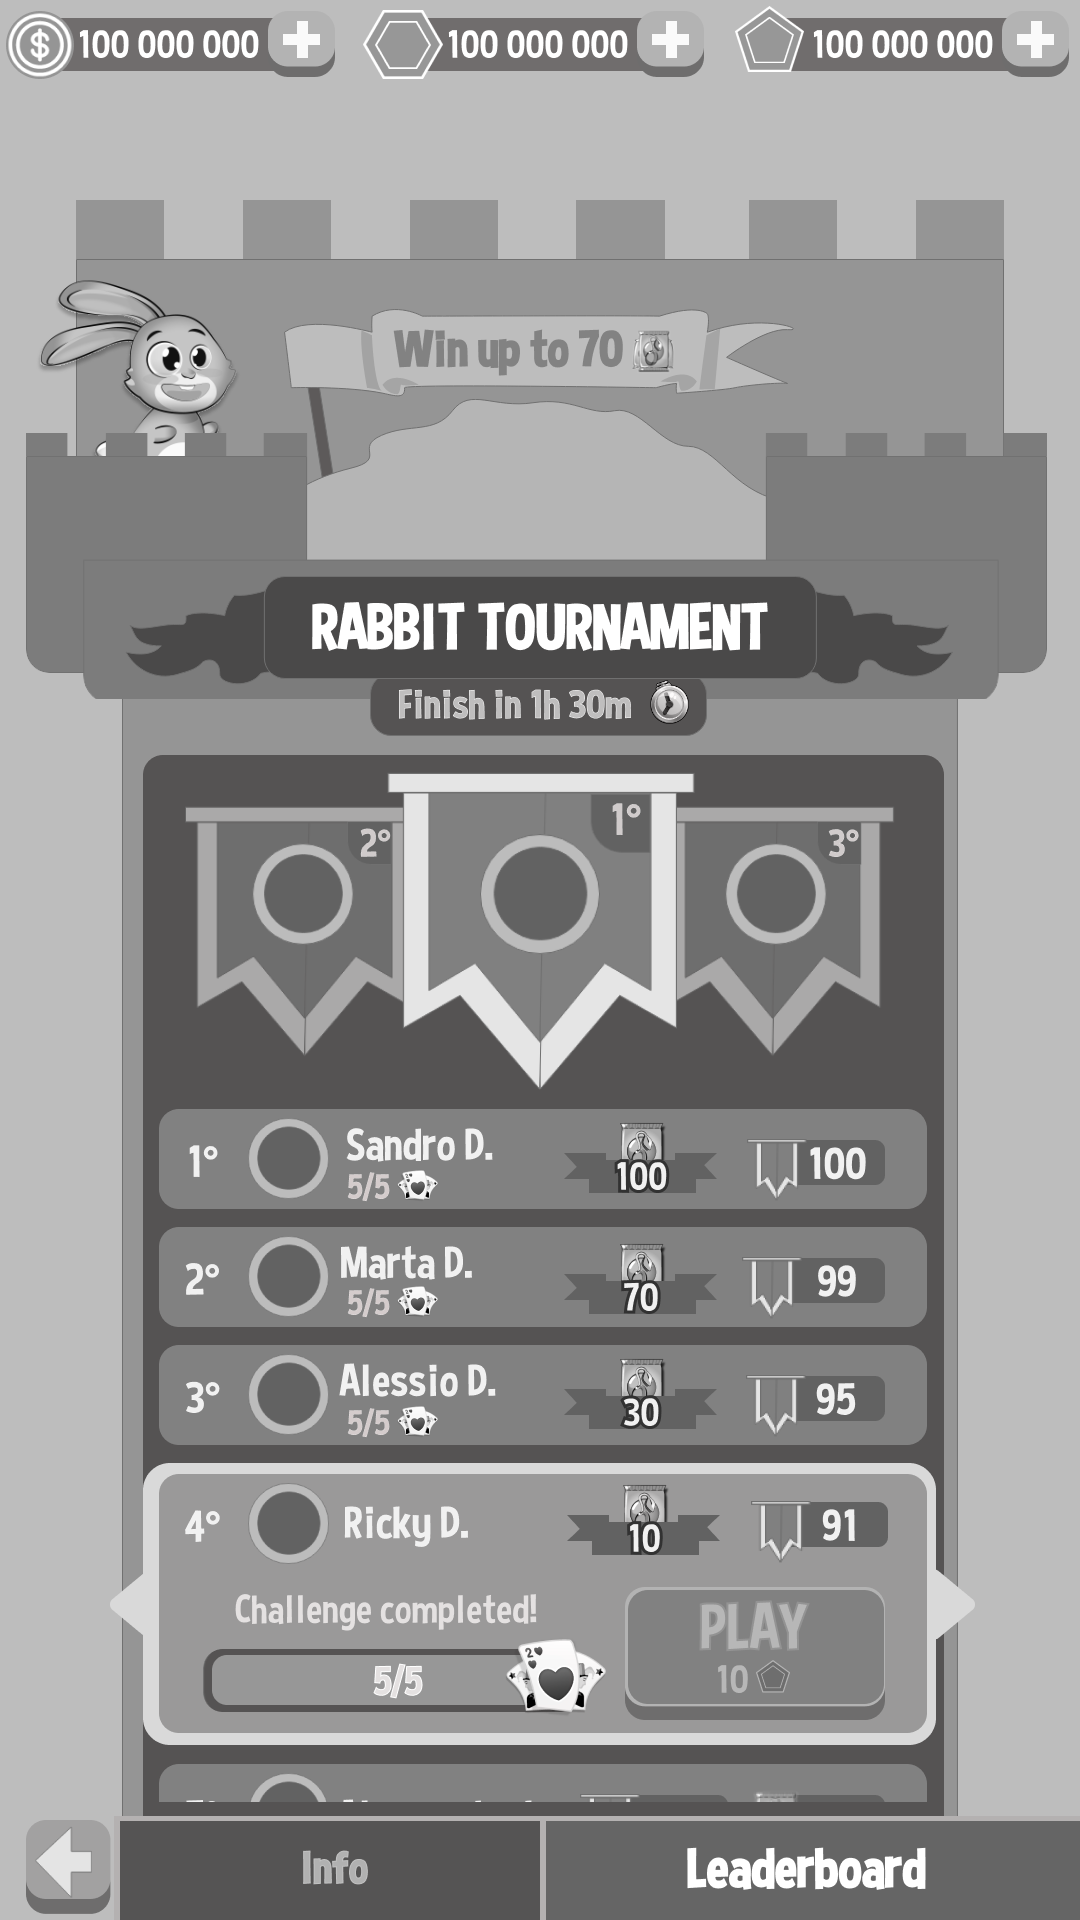 100 000 000 100 000 000 100 000 000
Win up to 70
RABBIT TOURNAMENT
Finish in 1h 30m
2° 1° 3°
1° Sandro D. 100 100
5/5
2° Marta D. 70 99
5/5
3° Alessio D. 30 95
5/5
4° Ricky D. 10 91
Challenge completed!
5/5
PLAY
10
Info Leaderboard